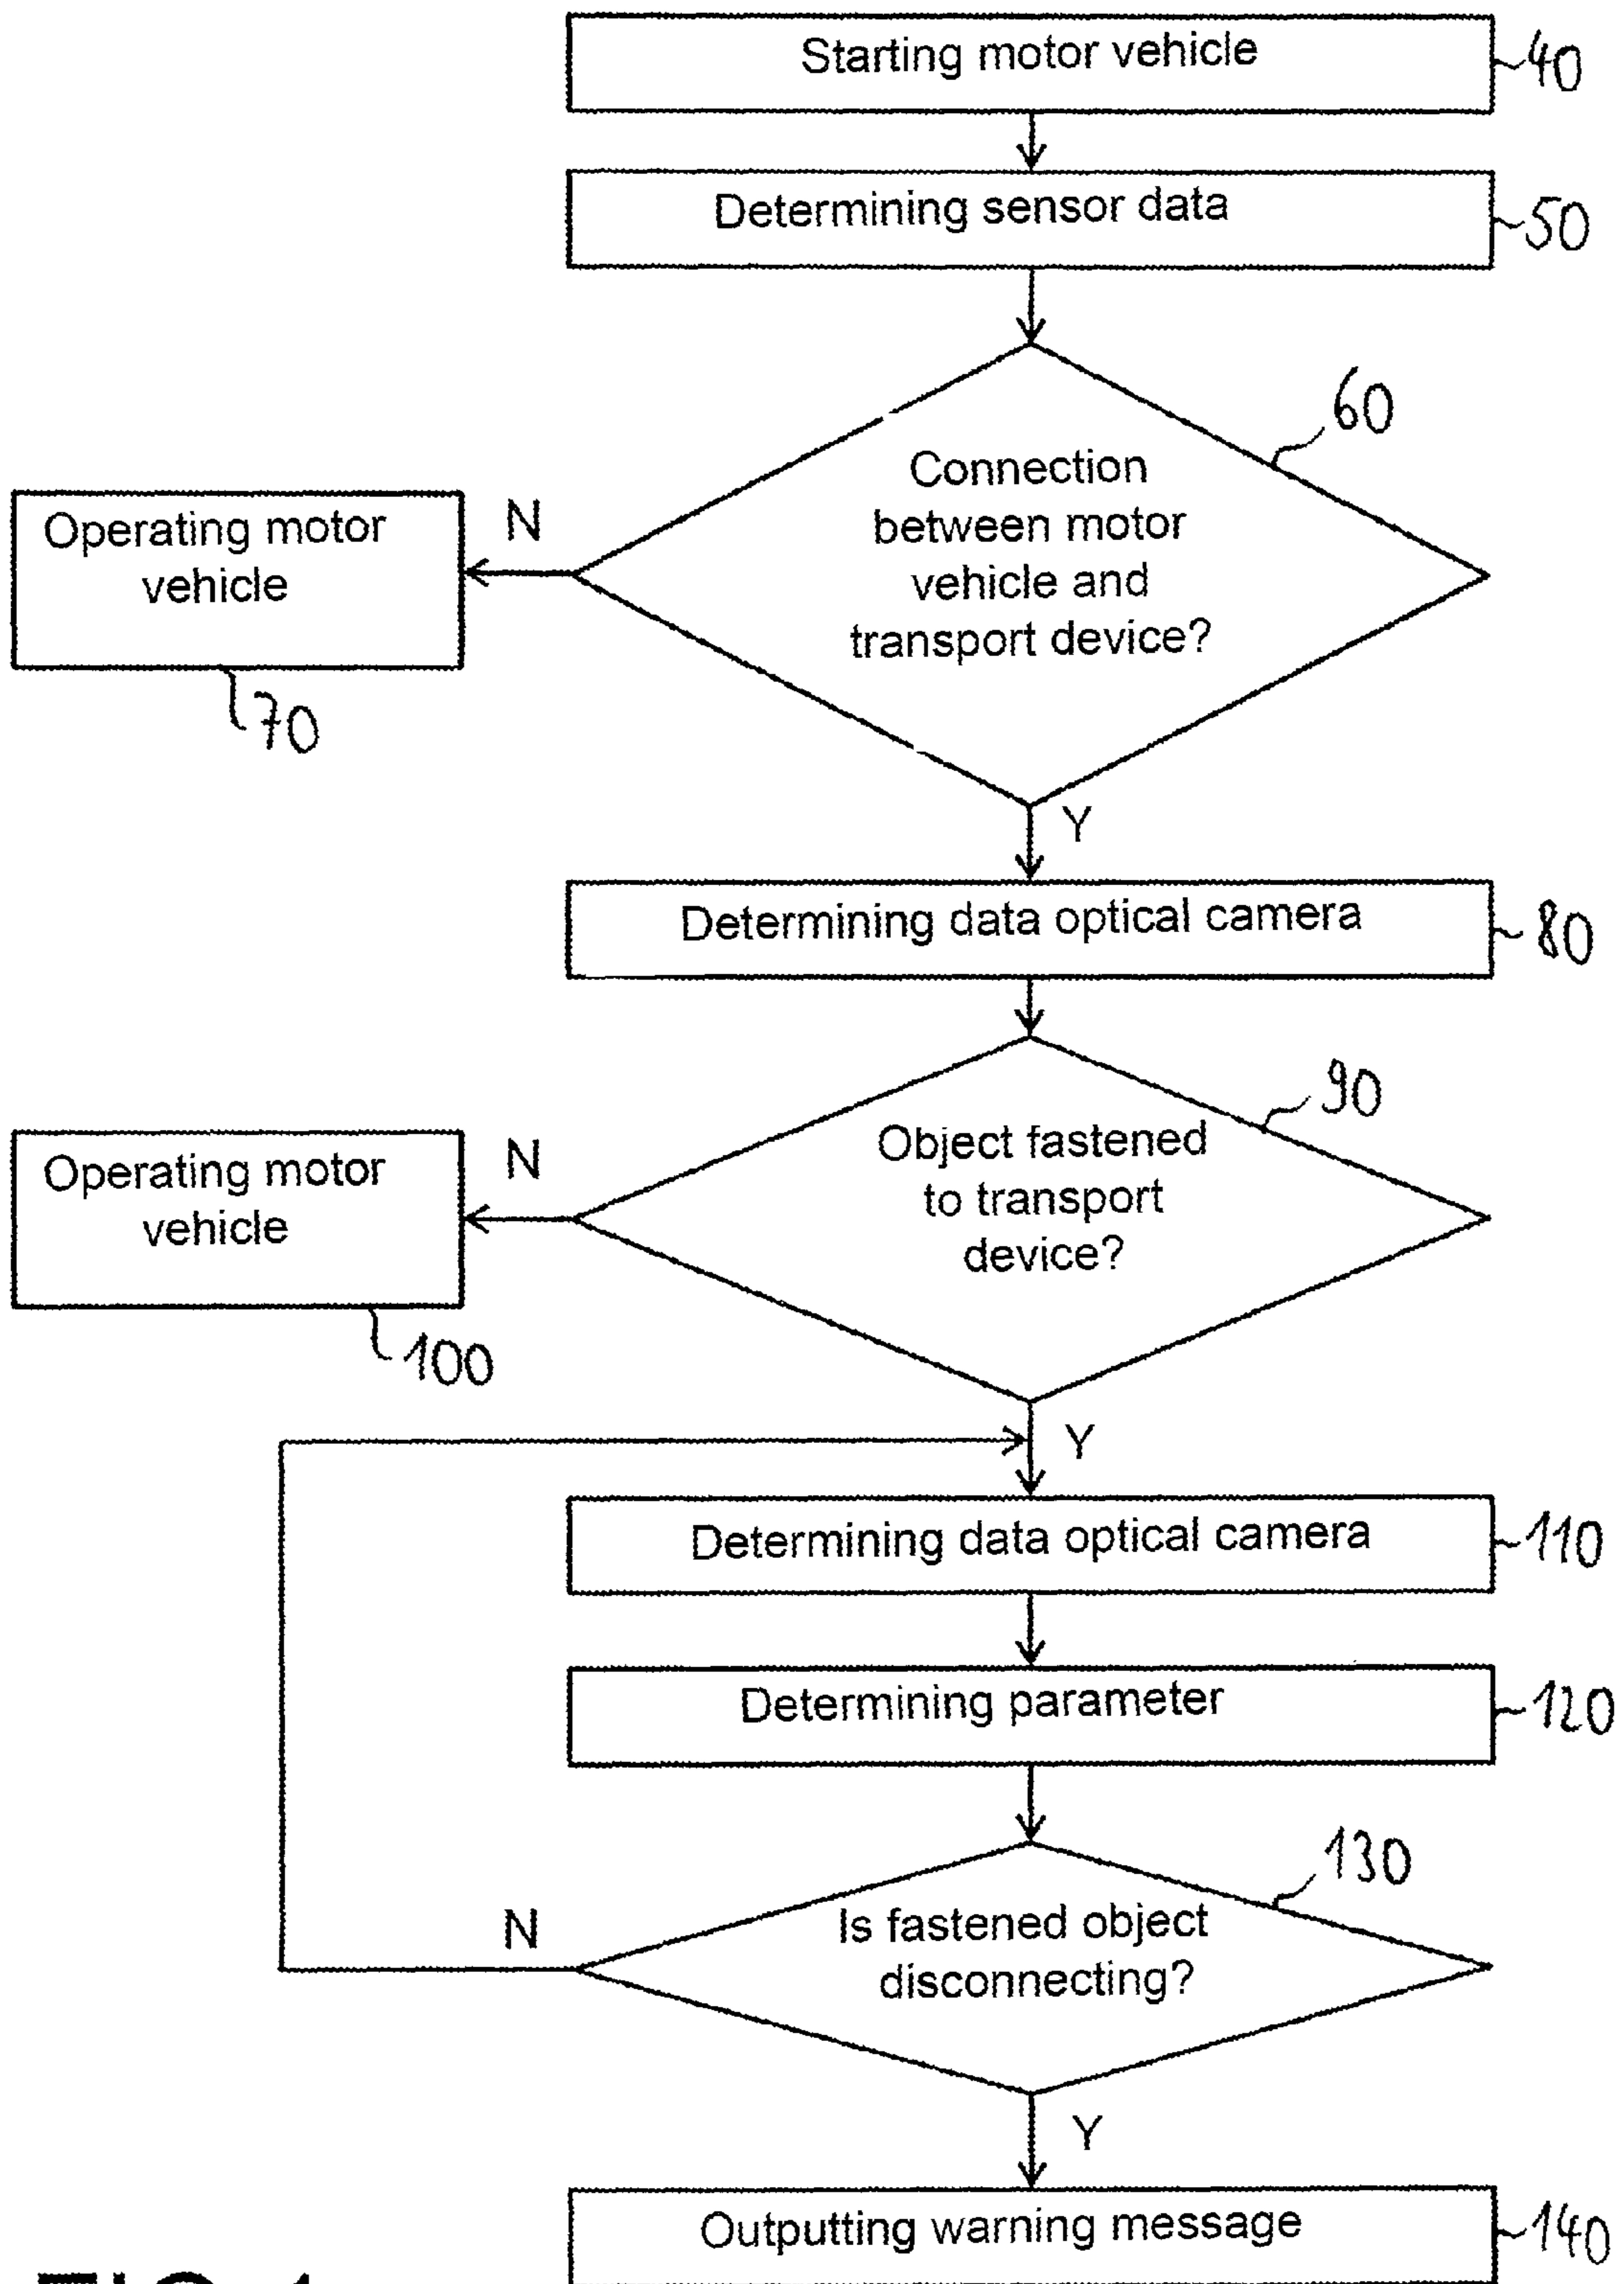 Starting motor vehicle
40
Determining sensor data
50
60
Connection
between motor
vehicle and
transport device?
N
Operating motor
vehicle
70
Y
Determining data optical camera
80
90
Object fastened
to transport
device?
N
Operating motor
vehicle
100
Y
Determining data optical camera
110
Determining parameter
120
130
Is fastened object
disconnecting?
N
Y
Outputting warning message
140